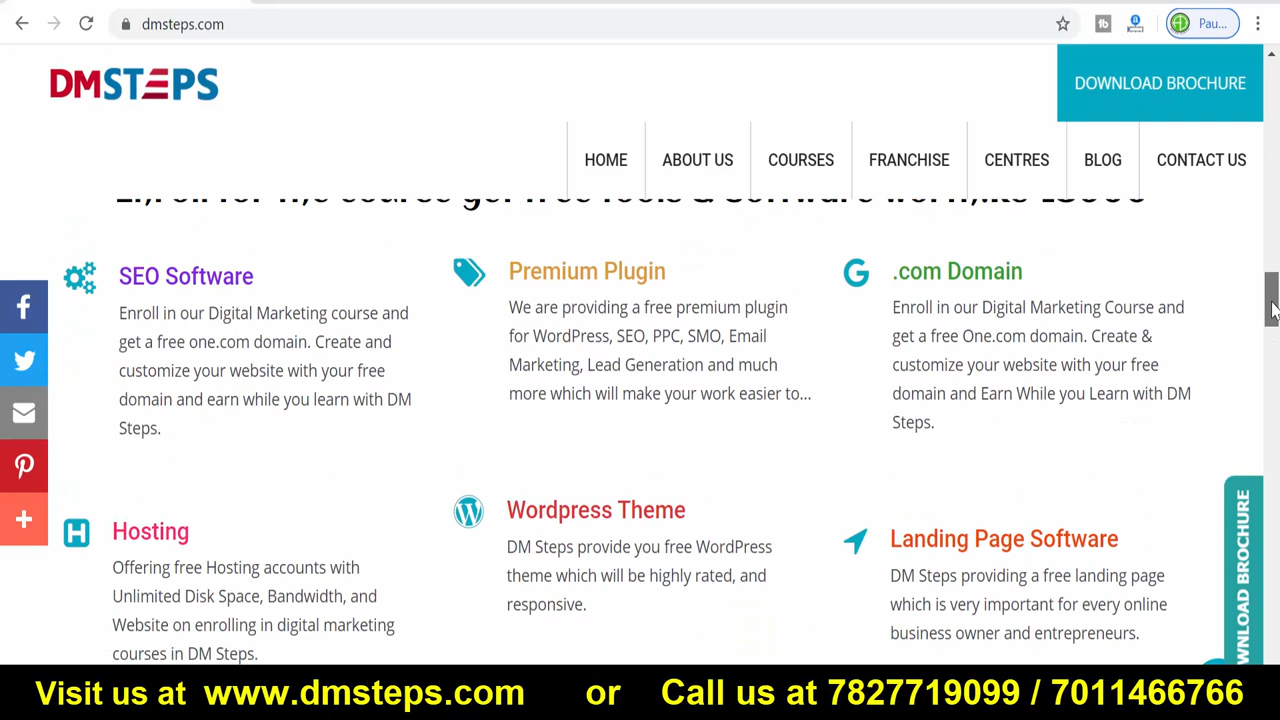 dmsteps.com
Pau...
DMSTEPS
DOWNLOAD BROCHURE
HOME ABOUT US COURSES FRANCHISE CENTRES BLOG CONTACT US
SEO Software
Enroll in our Digital Marketing course and
get a free one.com domain. Create and
customize your website with your free
domain and earn while you learn with DM
Steps.
Premium Plugin
We are providing a free premium plugin
for WordPress, SEO, PPC, SMO, Email
Marketing, Lead Generation and much
more which will make your work easier to...
.com Domain
Enroll in our Digital Marketing Course and
get a free One.com domain. Create &
customize your website with your free
domain and Earn While you Learn with DM
Steps.
Hosting
Offering free Hosting accounts with
Unlimited Disk Space, Bandwidth, and
Website on enrolling in digital marketing
courses in DM Steps.
Wordpress Theme
DM Steps provide you free WordPress
theme which will be highly rated, and
responsive.
Landing Page Software
DM Steps providing a free landing page
which is very important for every online
business owner and entrepreneurs.
BROCHURE
Visit us at www.dmsteps.com or Call us at 7827719099 / 7011466766